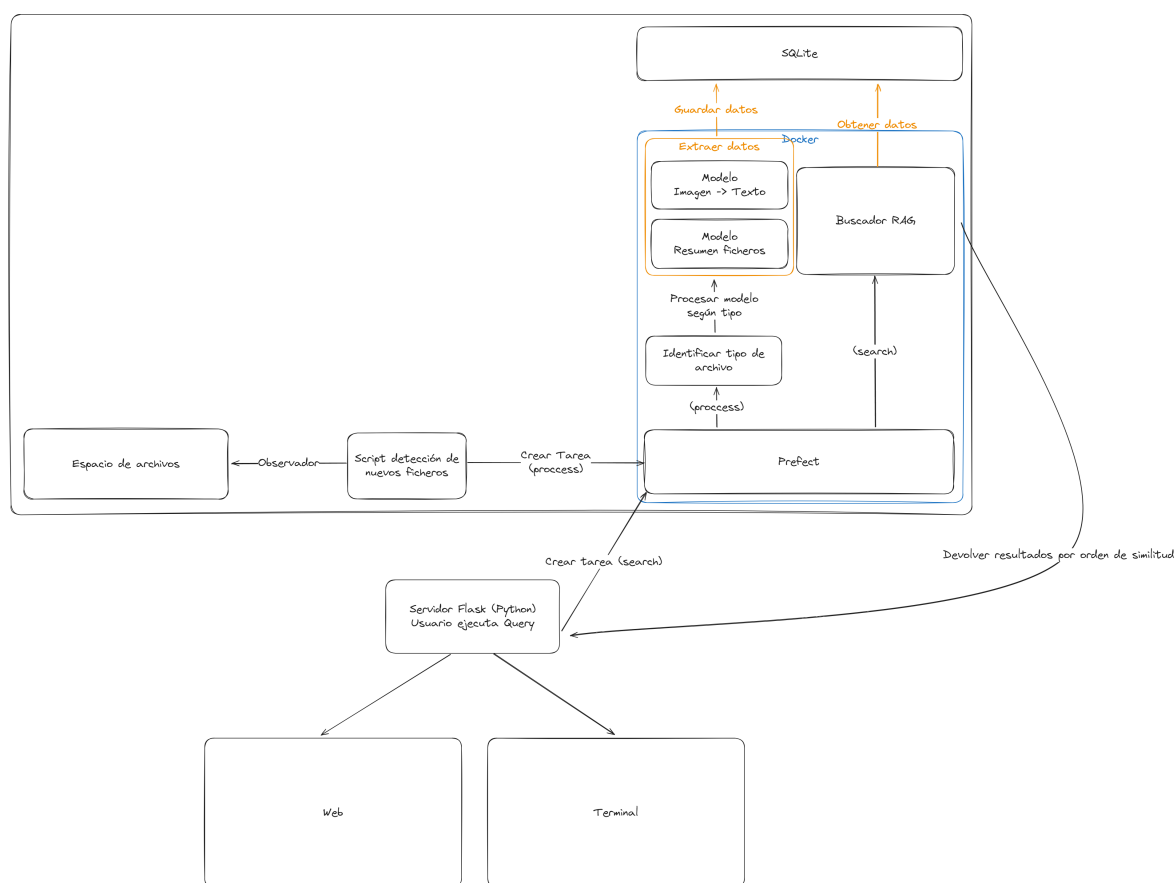 SQLite
Guardar datos
Obtener datos
Docker
Extraer datos
Modelo
Imagen -> Texto
Modelo
Resumen ficheros
Buscador RAG
Procesar modelo
según tipo
Identificar tipo de
archivo
(search)
(proccess)
Espacio de archivos
Observador
Script detección de
nuevos ficheros
Crear Tarea
(proccess)
Prefect
Crear tarea (search)
Devolver resultados por orden de similitud
Servidor Flask (Python)
Usuario ejecuta Query
Web
Terminal